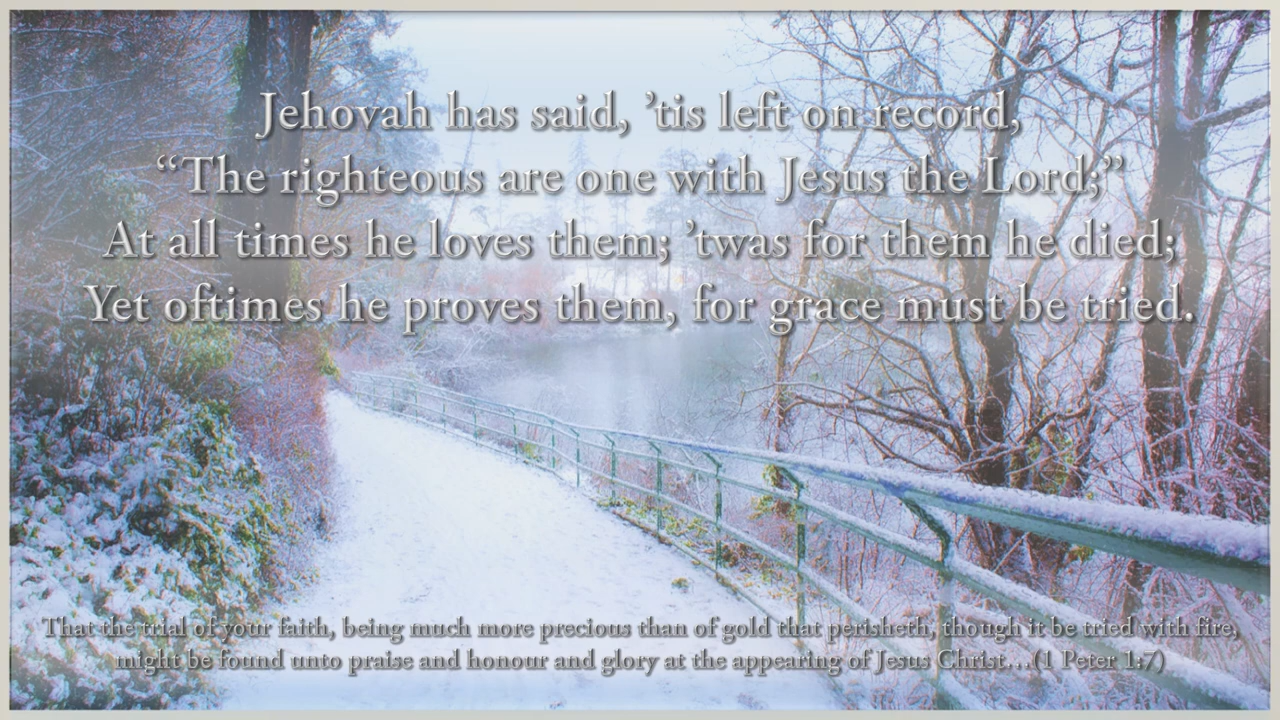 Jehovah has said, ’tis left on record,
“The righteous are one with Jesus the Lord;”
At all times he loves them; ’twas for them he died;
Yet oftimes he proves them, for grace must be tried.
That the trial of your faith, being much more precious than of gold that perisheth, though it be tried with fire,
might be found unto praise and honour and glory at the appearing of Jesus Christ…(1 Peter 1:7)